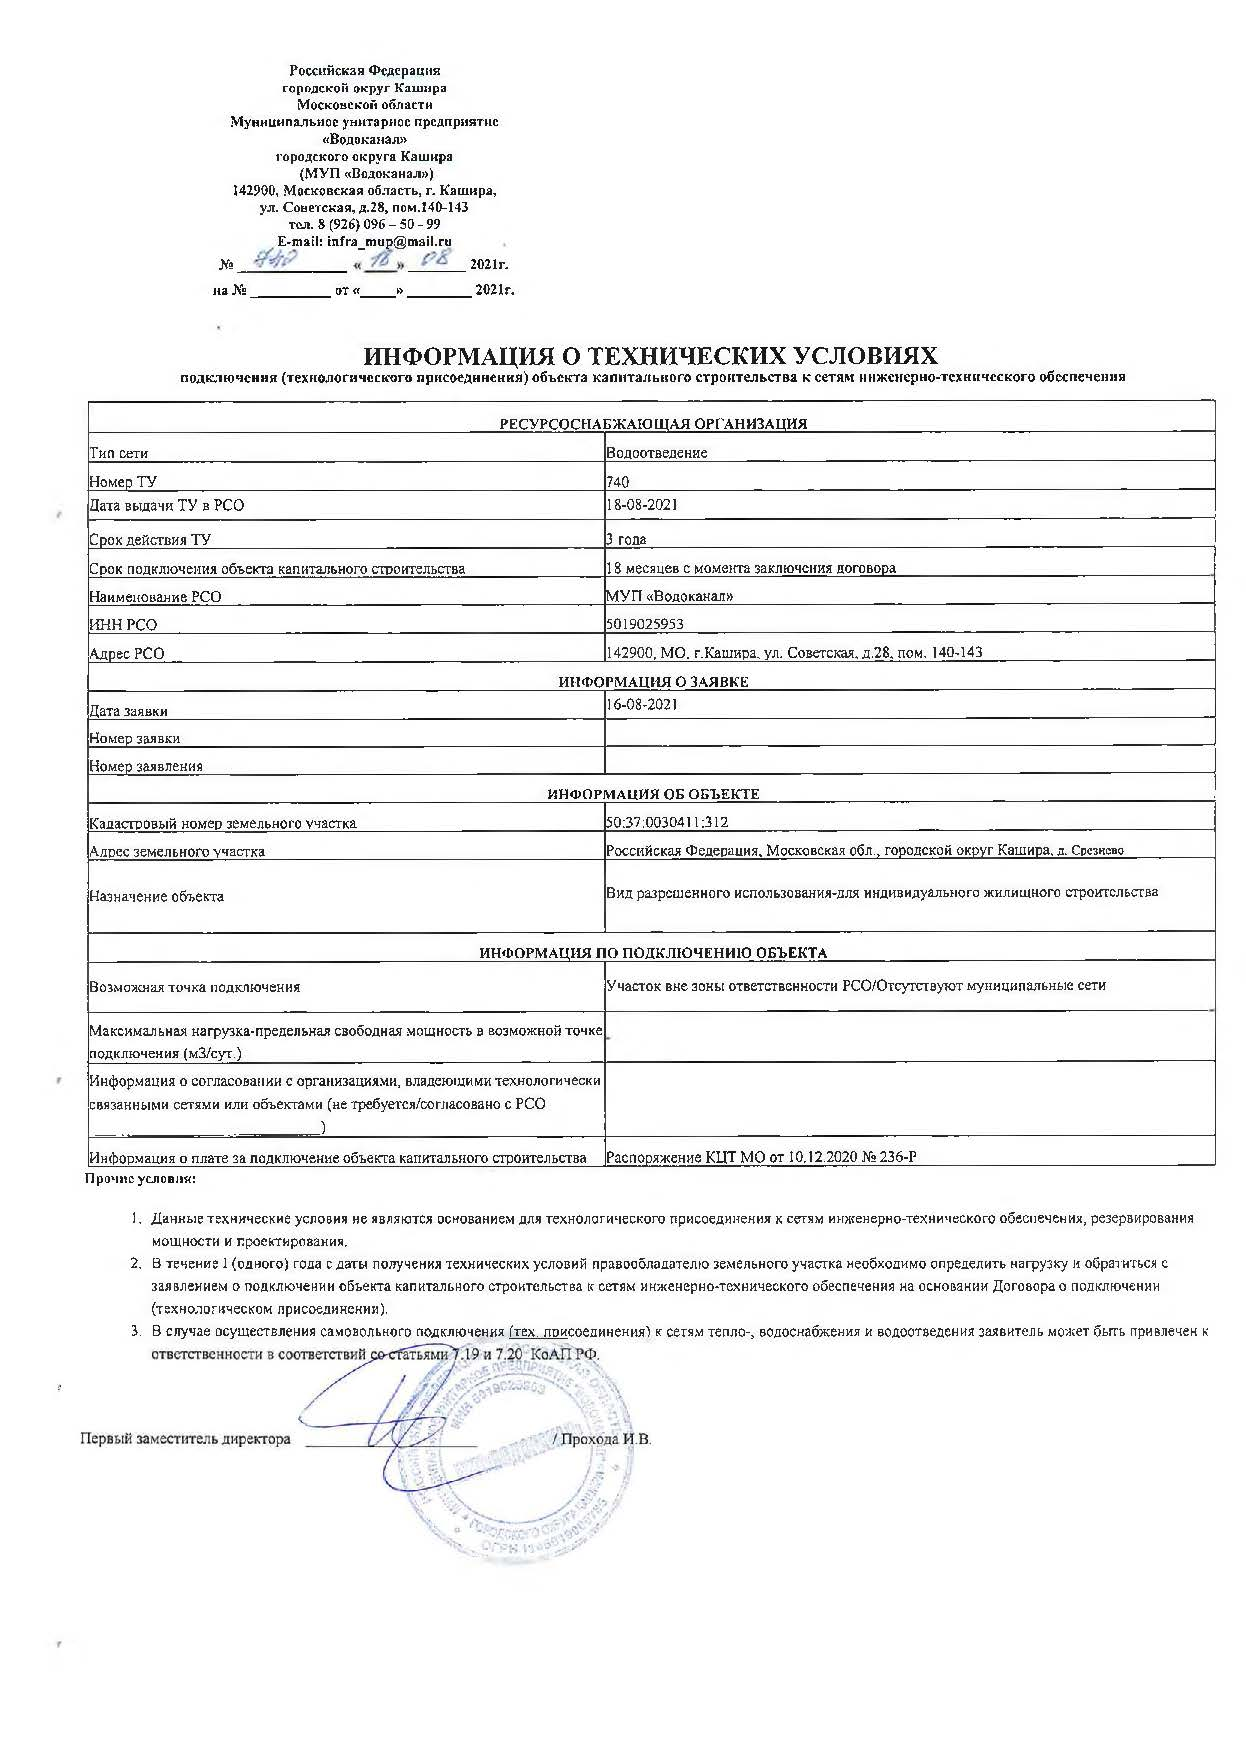 Российская Федерация
городской округ Кашира
Московской области
Муниципальное унитарное предприятие
«Водоканал»
городского округа Кашира
(МУП «Водоканал»)
142900, Московская область, г. Кашира,
ул. Советская, д.28, пом.140-143
тел. 8 (926) 096 – 50 - 99
E-mail: infra_mup@mail.ru
№ 740 « 18 » 08 2021г.
на № ___________ от «_____» _________ 2021г.
ИНФОРМАЦИЯ О ТЕХНИЧЕСКИХ УСЛОВИЯХ
подключения (технологического присоединения) объекта капитального строительства к сетям инженерно-технического обеспечения
РЕСУРСОСНАБЖАЮЩАЯ ОРГАНИЗАЦИЯ
Тип сети Водоотведение
Номер ТУ 740
Дата выдачи ТУ в РСО 18-08-2021
Срок действия ТУ 3 года
Срок подключения объекта капитального строительства 18 месяцев с момента заключения договора
Наименование РСО МУП «Водоканал»
ИНН РСО 5019025953
Адрес РСО 142900, МО, г.Кашира, ул. Советская, д.28, пом. 140-143
ИНФОРМАЦИЯ О ЗАЯВКЕ
Дата заявки 16-08-2021
Номер заявки
Номер заявления
ИНФОРМАЦИЯ ОБ ОБЪЕКТЕ
Кадастровый номер земельного участка 50:37:0030411:312
Адрес земельного участка Российская Федерация, Московская обл., городской округ Кашира, д. Срезнево
Назначение объекта Вид разрешенного использования-для индивидуального жилищного строительства
ИНФОРМАЦИЯ ПО ПОДКЛЮЧЕНИЮ ОБЪЕКТА
Возможная точка подключения Участок вне зоны ответственности РСО/Отсутствуют муниципальные сети
Максимальная нагрузка-предельная свободная мощность в возможной точке -
подключения (м3/сут.)
Информация о согласовании с организациями, владеющими технологически
связанными сетями или объектами (не требуется/согласовано с РСО
____________________)
Информация о плате за подключение объекта капитального строительства Распоряжение КЦТ МО от 10.12.2020 № 236-Р
Прочие условия:
1. Данные технические условия не являются основанием для технологического присоединения к сетям инженерно-технического обеспечения, резервирования
мощности и проектирования.
2. В течение 1 (одного) года с даты получения технических условий правообладателю земельного участка необходимо определить нагрузку и обратиться с
заявлением о подключении объекта капитального строительства к сетям инженерно-технического обеспечения на основании Договора о подключении
(технологическом присоединении).
3. В случае осуществления самовольного подключения (тех. присоединения) к сетям тепло-, водоснабжения и водоотведения заявитель может быть привлечен к
ответственности в соответствий со статьями 7.19 и 7.20 КоАП РФ.
Первый заместитель директора ____________________ / Прохода И.В.
ИНН 5019025953